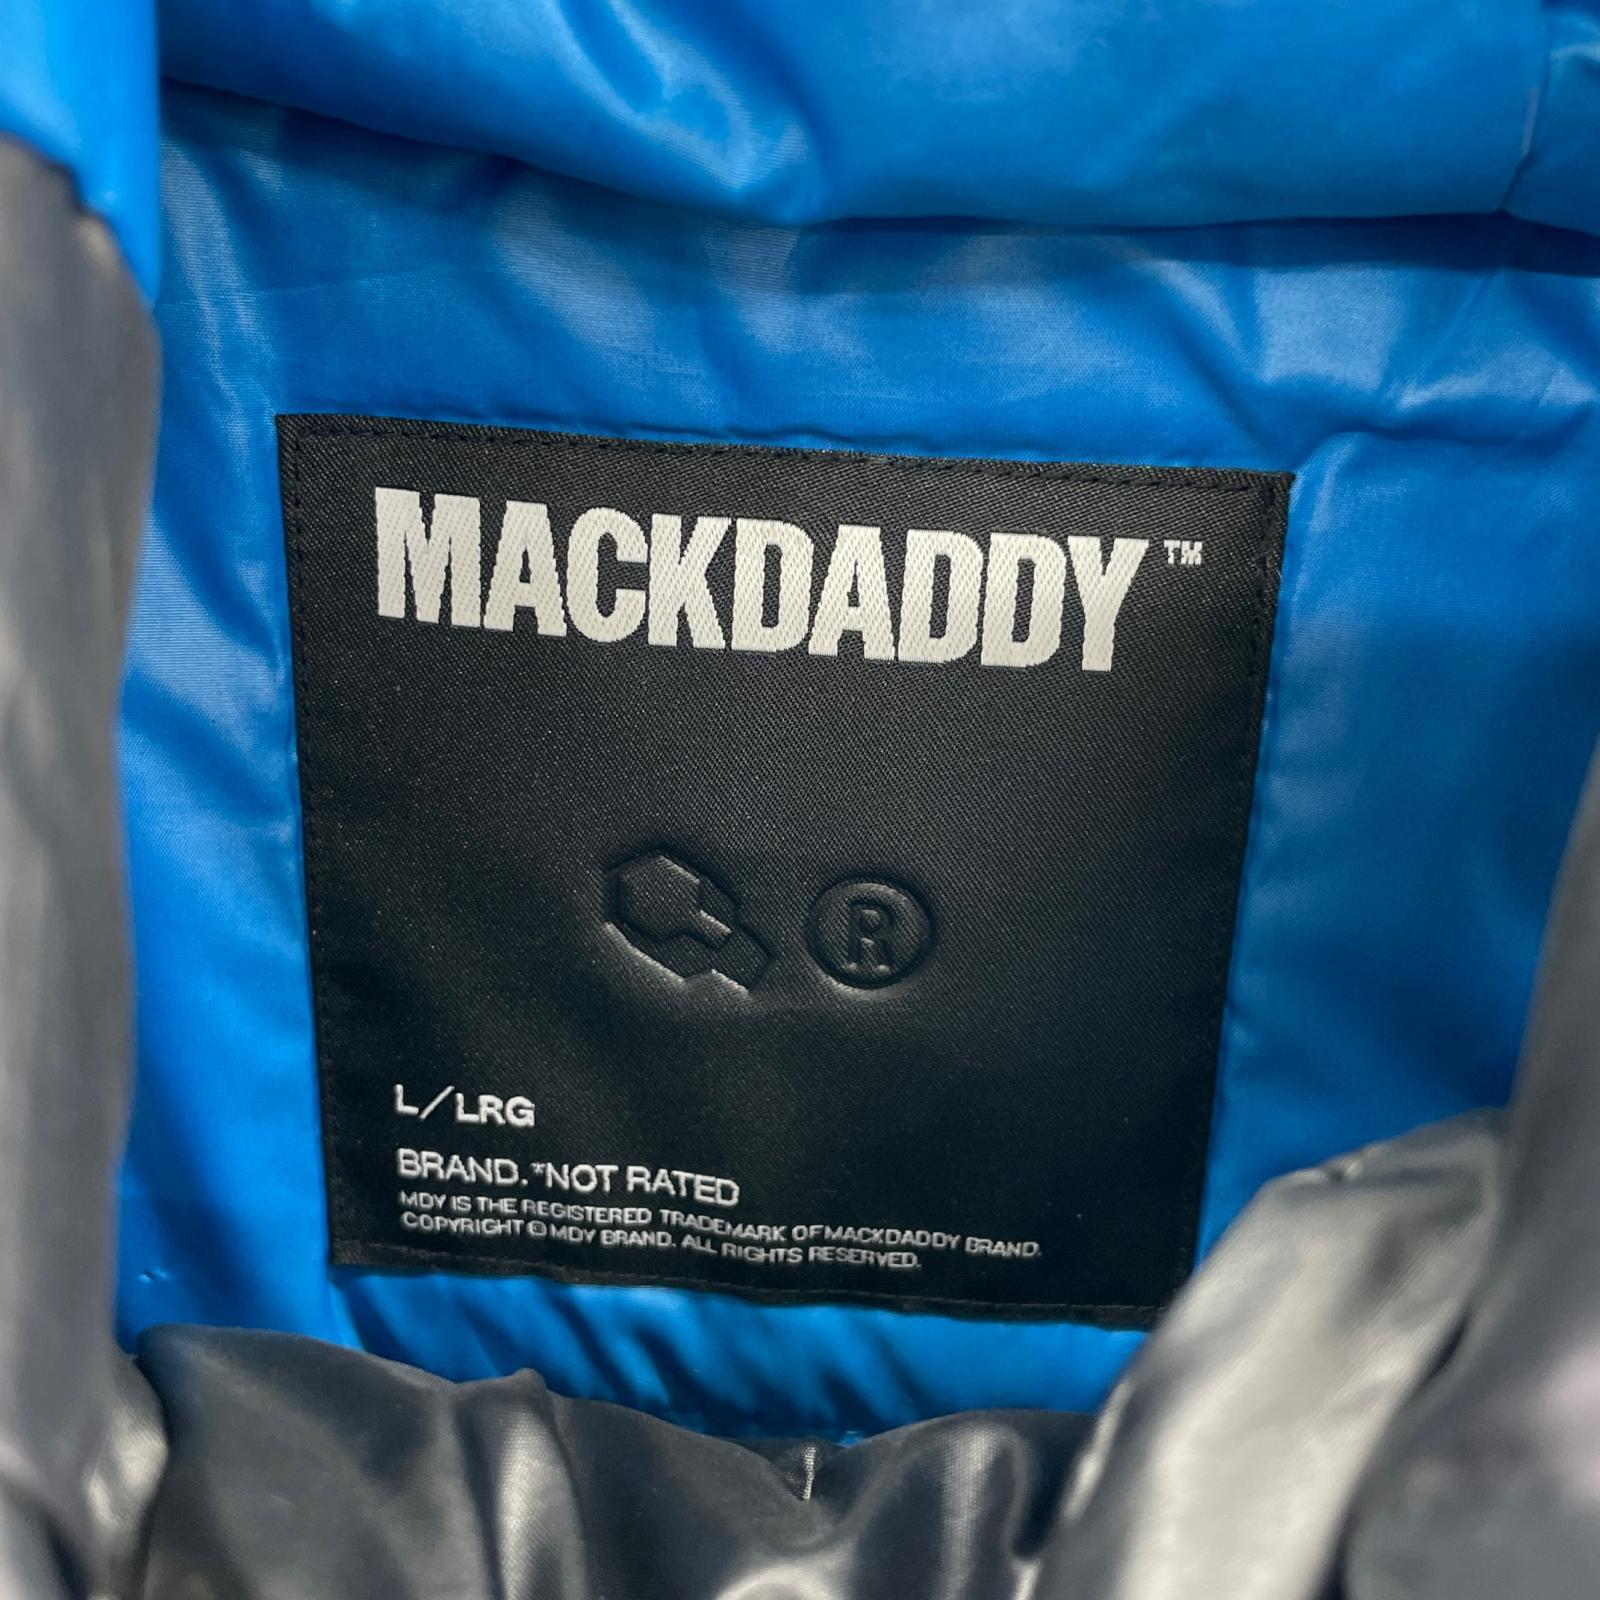 MACKDADDY™
®
L/LRG
BRAND.*NOT RATED
MDY IS THE REGISTERED TRADEMARK OF MACKDADDY BRAND.
COPYRIGHT © MDY BRAND. ALL RIGHTS RESERVED.